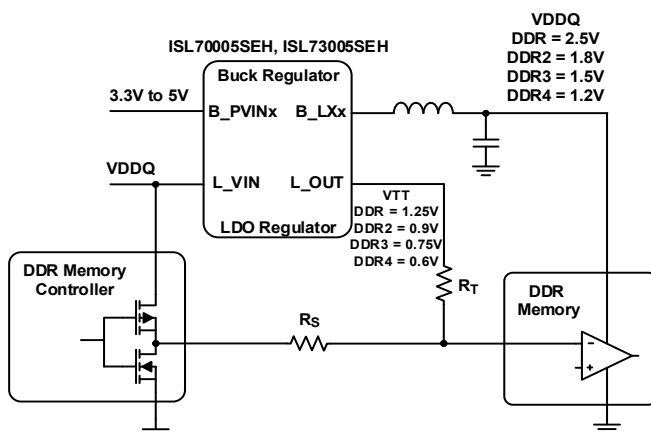 ISL70005SEH, ISL73005SEH
VDDQ
DDR = 2.5V
DDR2 = 1.8V
DDR3 = 1.5V
DDR4 = 1.2V
Buck Regulator
3.3V to 5V
B_PVINx
B_LXx
VDDQ
L_VIN
L_OUT
LDO Regulator
VTT
DDR = 1.25V
DDR2 = 0.9V
DDR3 = 0.75V
DDR4 = 0.6V
DDR Memory
Controller
RT
RS
DDR
Memory